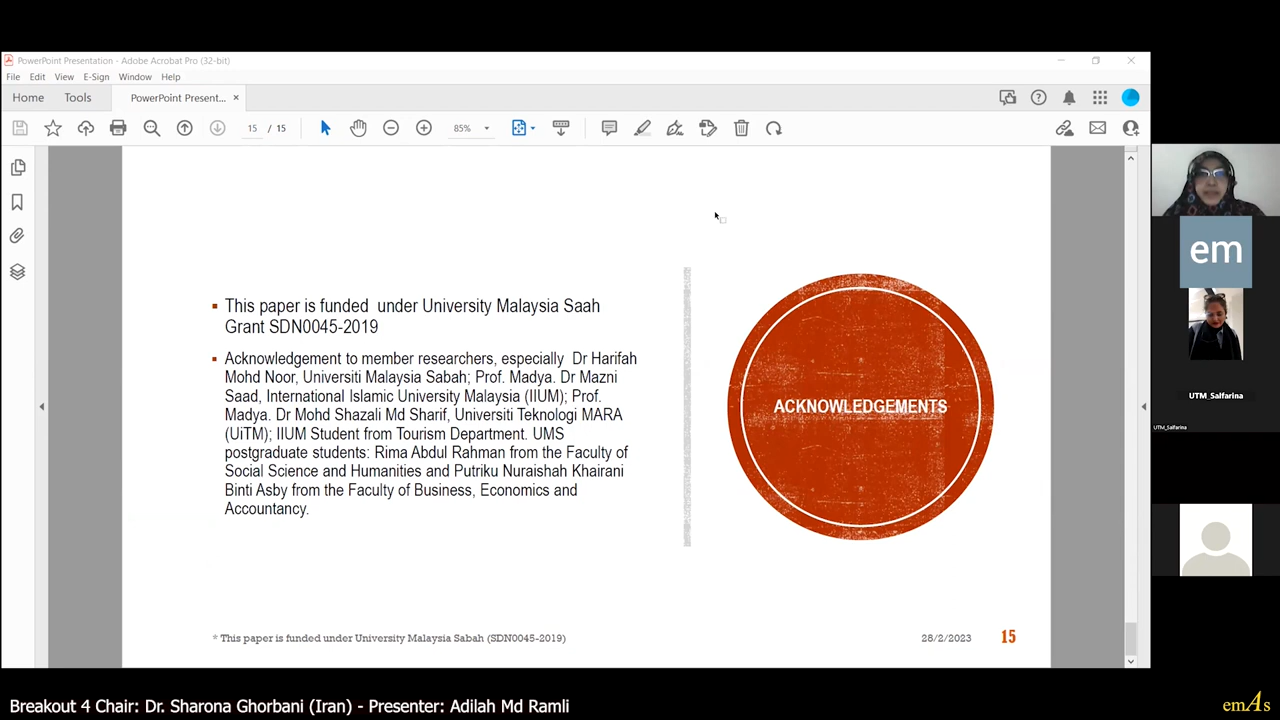 PowerPoint Presentation - Adobe Acrobat Pro (32-bit)
File Edit View E-Sign Window Help
Home Tools PowerPoint Present... ×
15 / 15 85%
This paper is funded under University Malaysia Saah
Grant SDN0045-2019
Acknowledgement to member researchers, especially Dr Harifah
Mohd Noor, Universiti Malaysia Sabah; Prof. Madya. Dr Mazni
Saad, International Islamic University Malaysia (IIUM); Prof.
Madya. Dr Mohd Shazali Md Sharif, Universiti Teknologi MARA
(UiTM); IIUM Student from Tourism Department. UMS
postgraduate students: Rima Abdul Rahman from the Faculty of
Social Science and Humanities and Putriku Nuraishah Khairani
Binti Asby from the Faculty of Business, Economics and
Accountancy.
ACKNOWLEDGEMENTS
* This paper is funded under University Malaysia Sabah (SDN0045-2019)
28/2/2023 15
em
UTM_Salfarina
UTM_Salfarina
Breakout 4 Chair: Dr. Sharona Ghorbani (Iran) - Presenter: Adilah Md Ramli
emAs